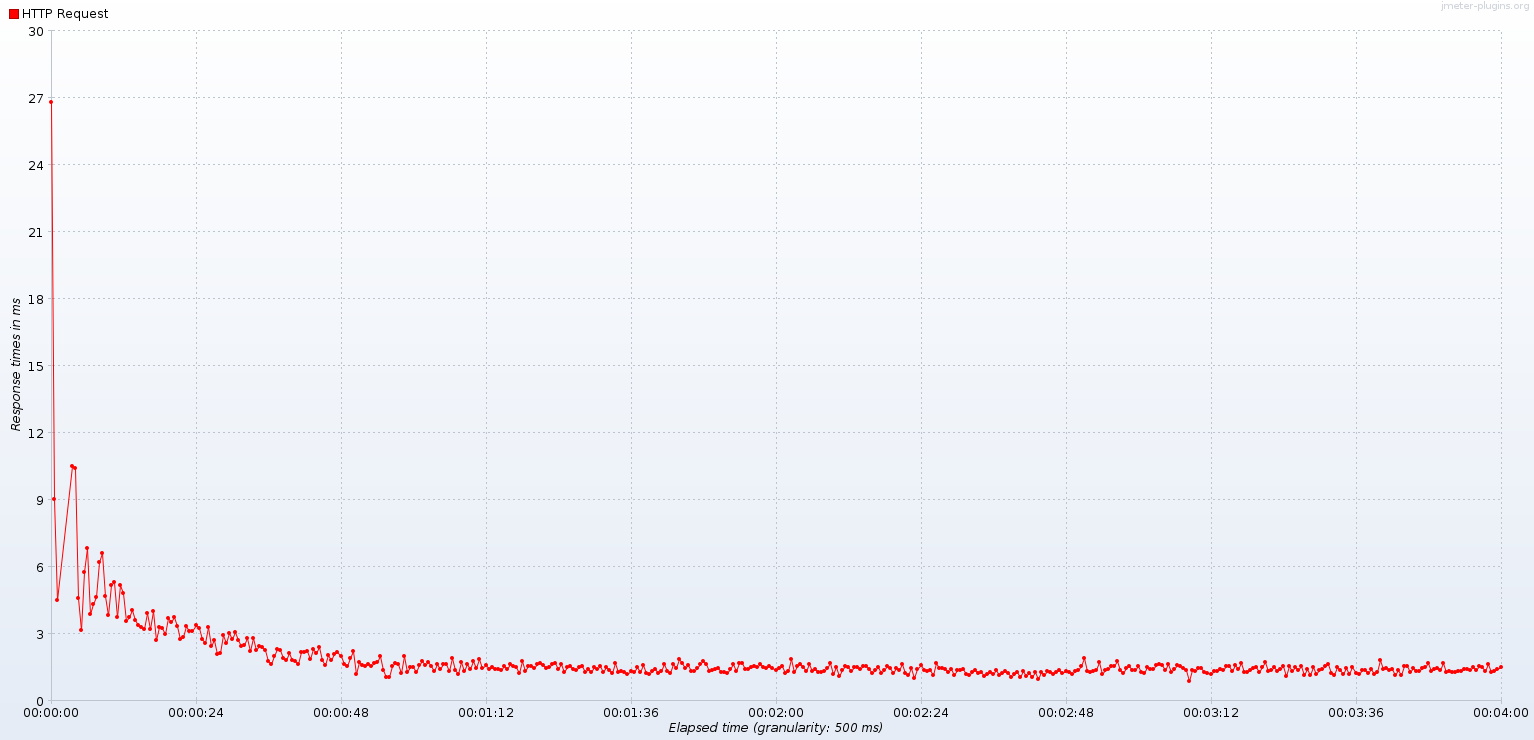 HTTP Request
jmeter-plugins.org
30
27
24
21
18
15
12
9
6
3
0
Response times in ms
00:00:00 00:00:24 00:00:48 00:01:12 00:01:36 00:02:00 00:02:24 00:02:48 00:03:12 00:03:36 00:04:00
Elapsed time (granularity: 500 ms)